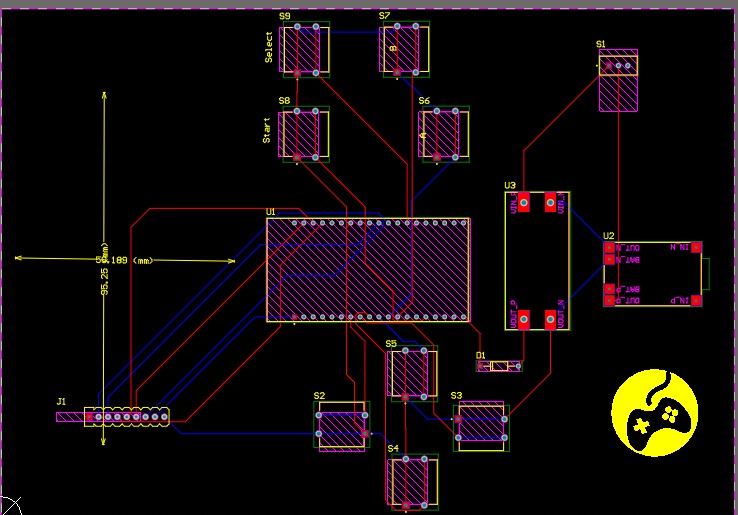 S9
S7
Select
B
S1
S8
S6
Start
A
U3
VIN_P
VIN_N
U1
U2
OUT_N
IN_N
BAT_N
BAT_P
OUT_P
IN_P
95.25 (mm)
VOUT_P
VOUT_N
S5
D1
J1
S2
S3
S4